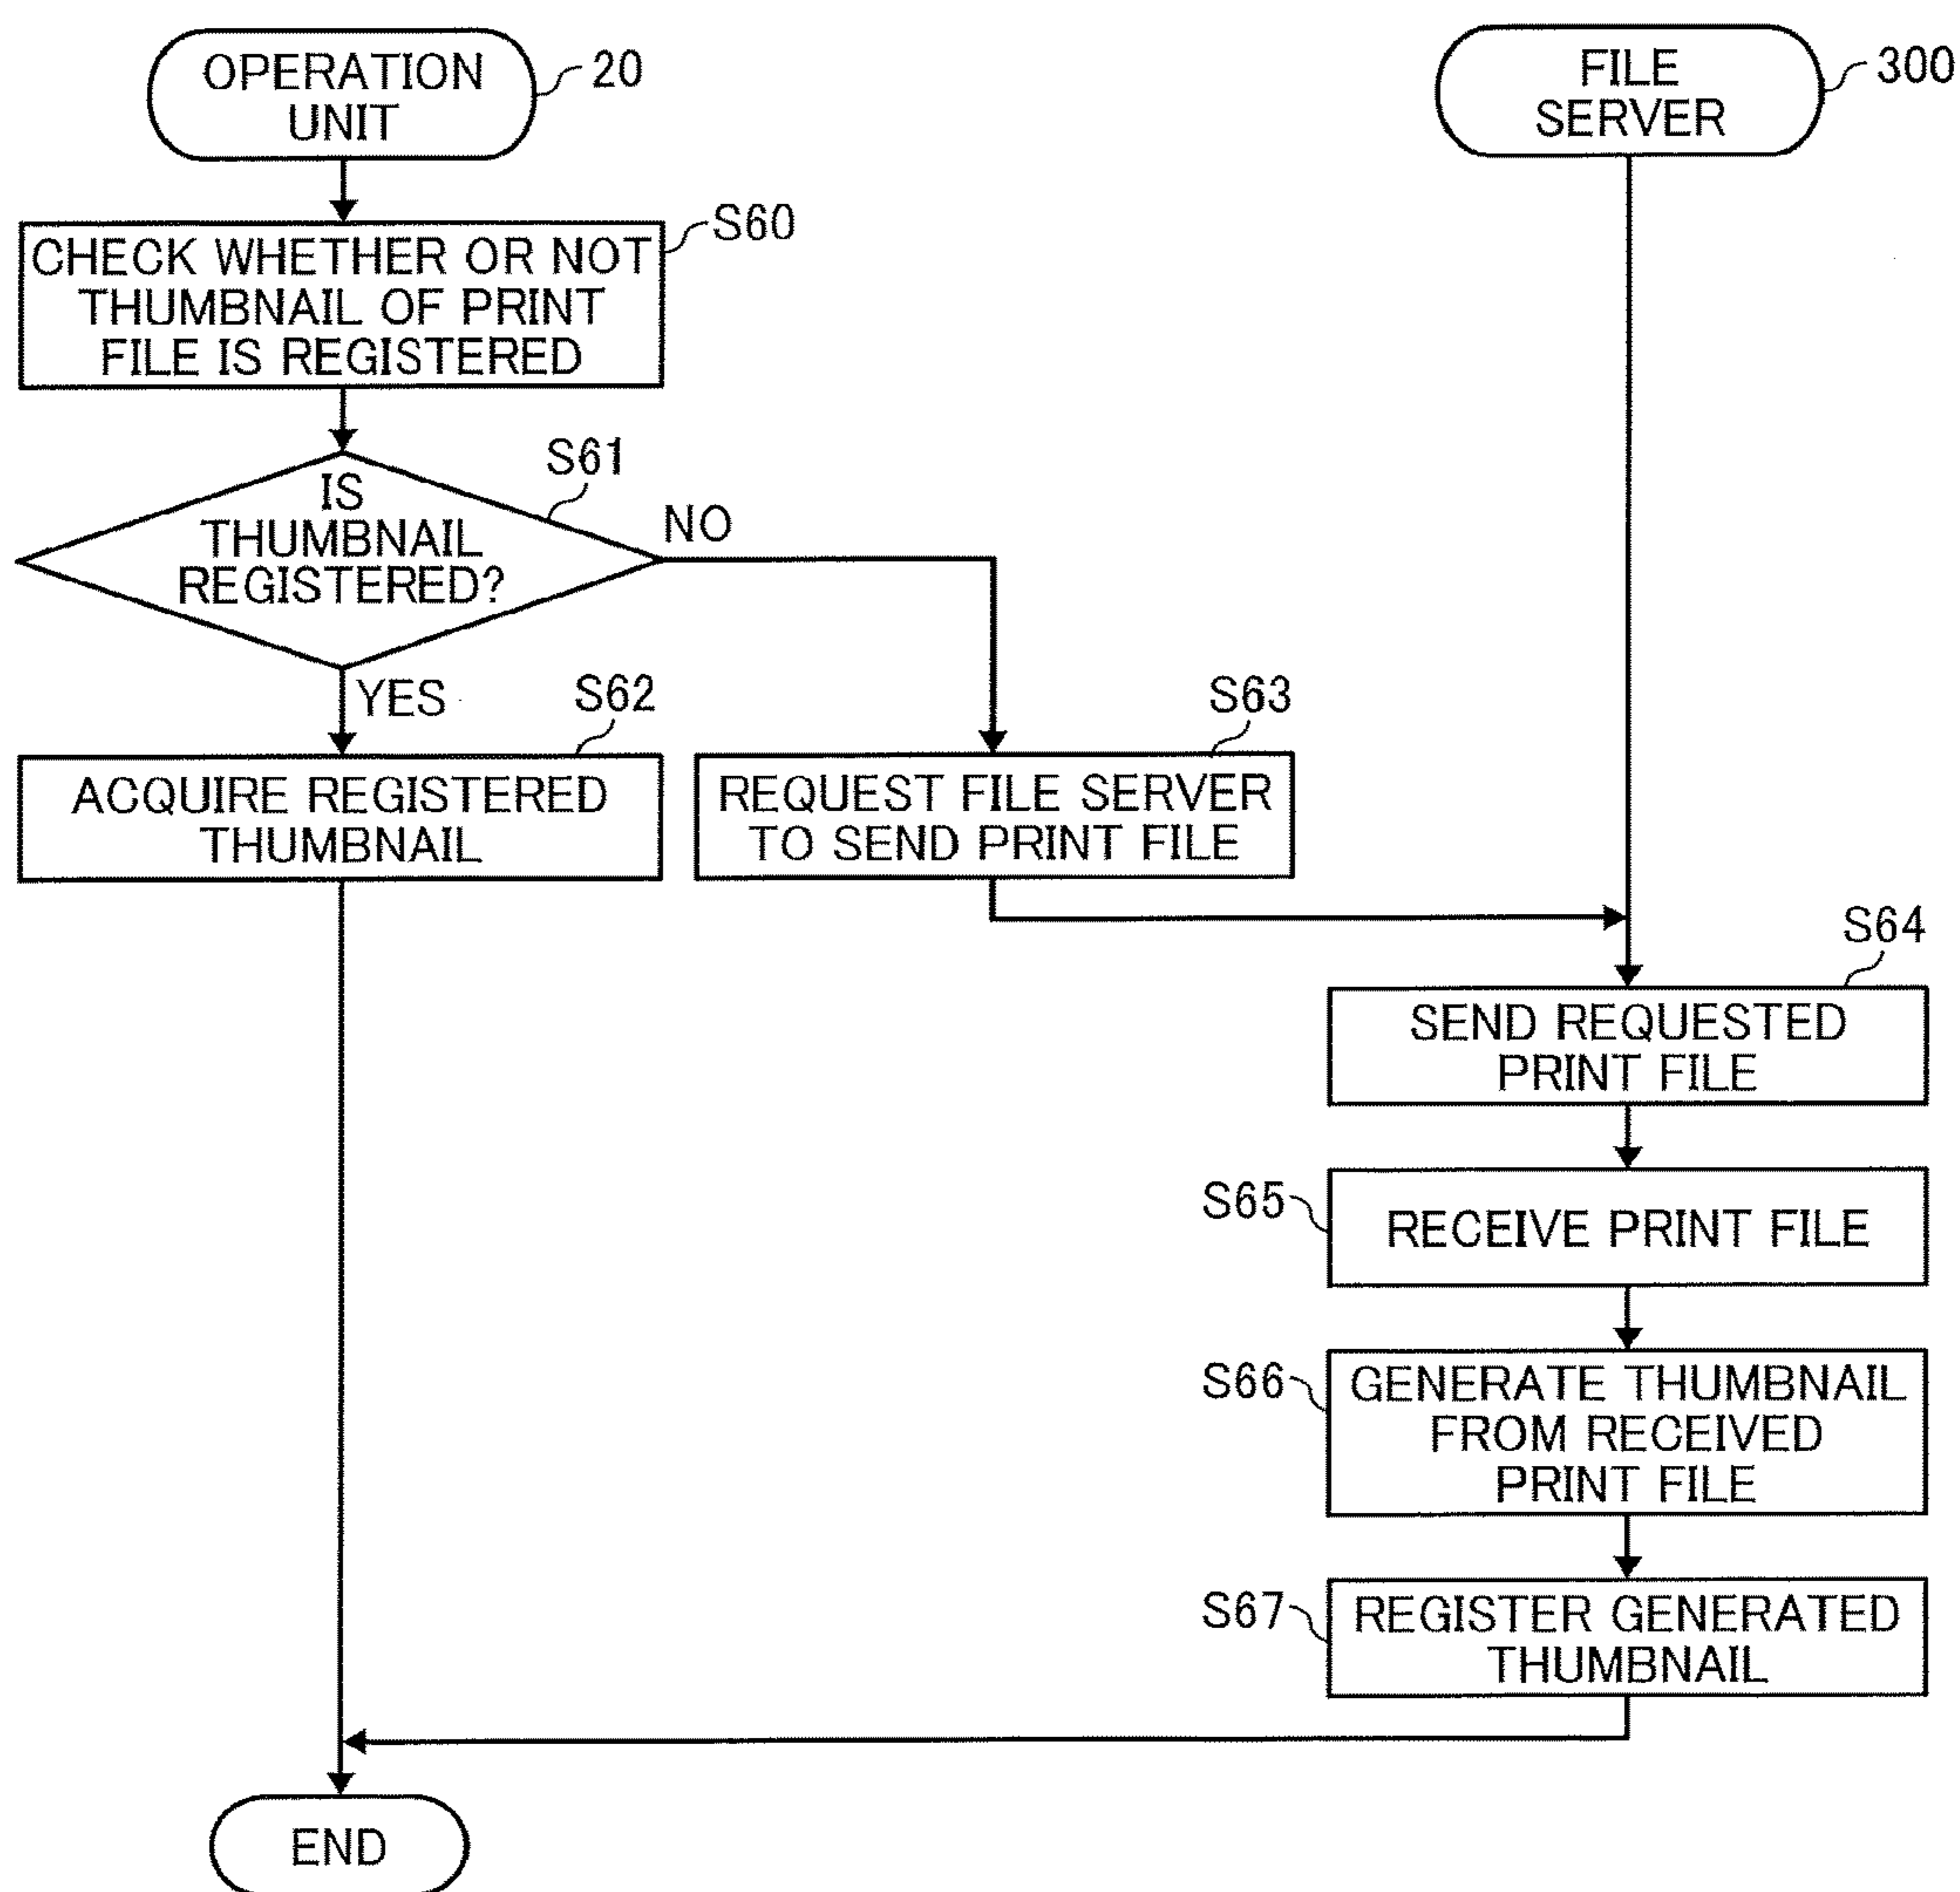 OPERATION
UNIT
20
FILE
SERVER
300
S60
CHECK WHETHER OR NOT
THUMBNAIL OF PRINT
FILE IS REGISTERED
S61
IS
THUMBNAIL
REGISTERED?
NO
YES
S62
ACQUIRE REGISTERED
THUMBNAIL
S63
REQUEST FILE SERVER
TO SEND PRINT FILE
S64
SEND REQUESTED
PRINT FILE
S65
RECEIVE PRINT FILE
S66
GENERATE THUMBNAIL
FROM RECEIVED
PRINT FILE
S67
REGISTER GENERATED
THUMBNAIL
END